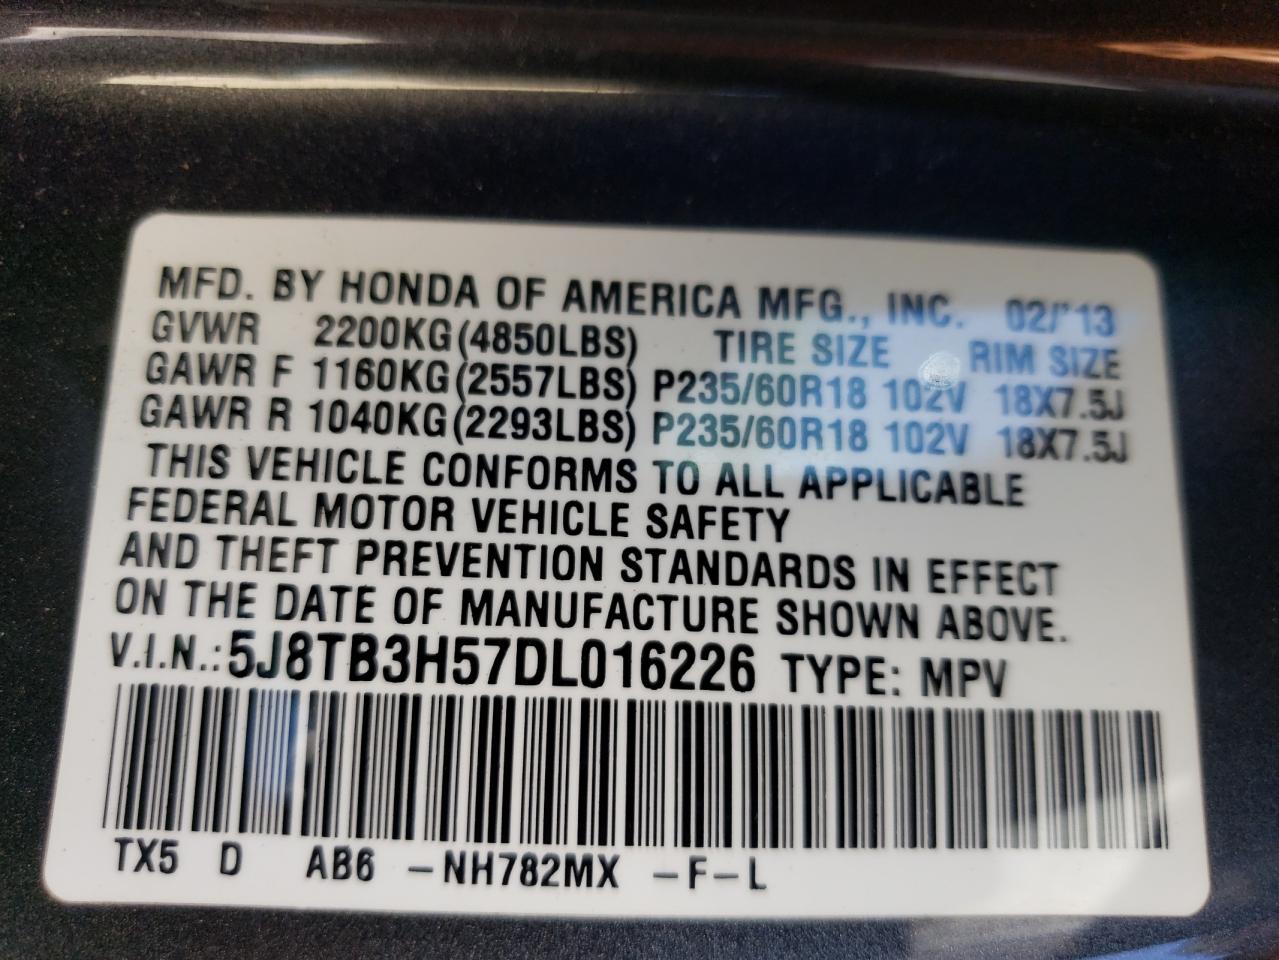 MFD. BY HONDA OF AMERICA MFG., INC. 02/'13
GVWR 2200KG(4850LBS) TIRE SIZE RIM SIZE
GAWR F 1160KG(2557LBS) P235/60R18 102V 18X7.5J
GAWR R 1040KG(2293LBS) P235/60R18 102V 18X7.5J
THIS VEHICLE CONFORMS TO ALL APPLICABLE
FEDERAL MOTOR VEHICLE SAFETY
AND THEFT PREVENTION STANDARDS IN EFFECT
ON THE DATE OF MANUFACTURE SHOWN ABOVE.
V.I.N.:5J8TB3H57DL016226 TYPE: MPV
TX5 D AB6 -NH782MX -F-L